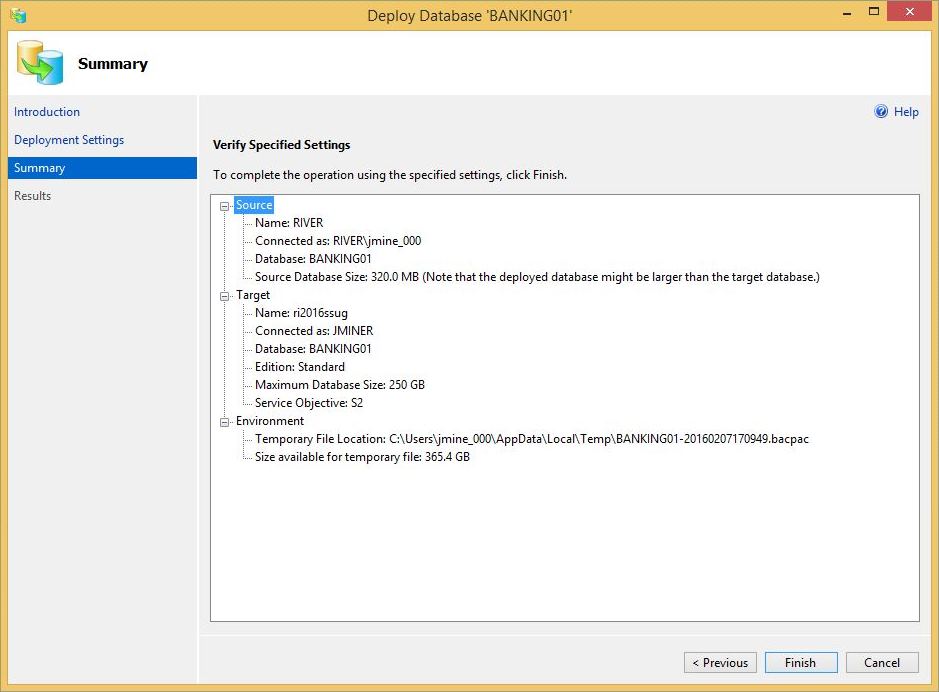 Deploy Database 'BANKING01'
Summary
Introduction
Deployment Settings
Summary
Results
Help
Verify Specified Settings
To complete the operation using the specified settings, click Finish.
Source
Name: RIVER
Connected as: RIVER\jmine_000
Database: BANKING01
Source Database Size: 320.0 MB (Note that the deployed database might be larger than the target database.)
Target
Name: ri2016ssug
Connected as: JMINER
Database: BANKING01
Edition: Standard
Maximum Database Size: 250 GB
Service Objective: S2
Environment
Temporary File Location: C:\Users\jmine_000\AppData\Local\Temp\BANKING01-20160207170949.bacpac
Size available for temporary file: 365.4 GB
< Previous
Finish
Cancel